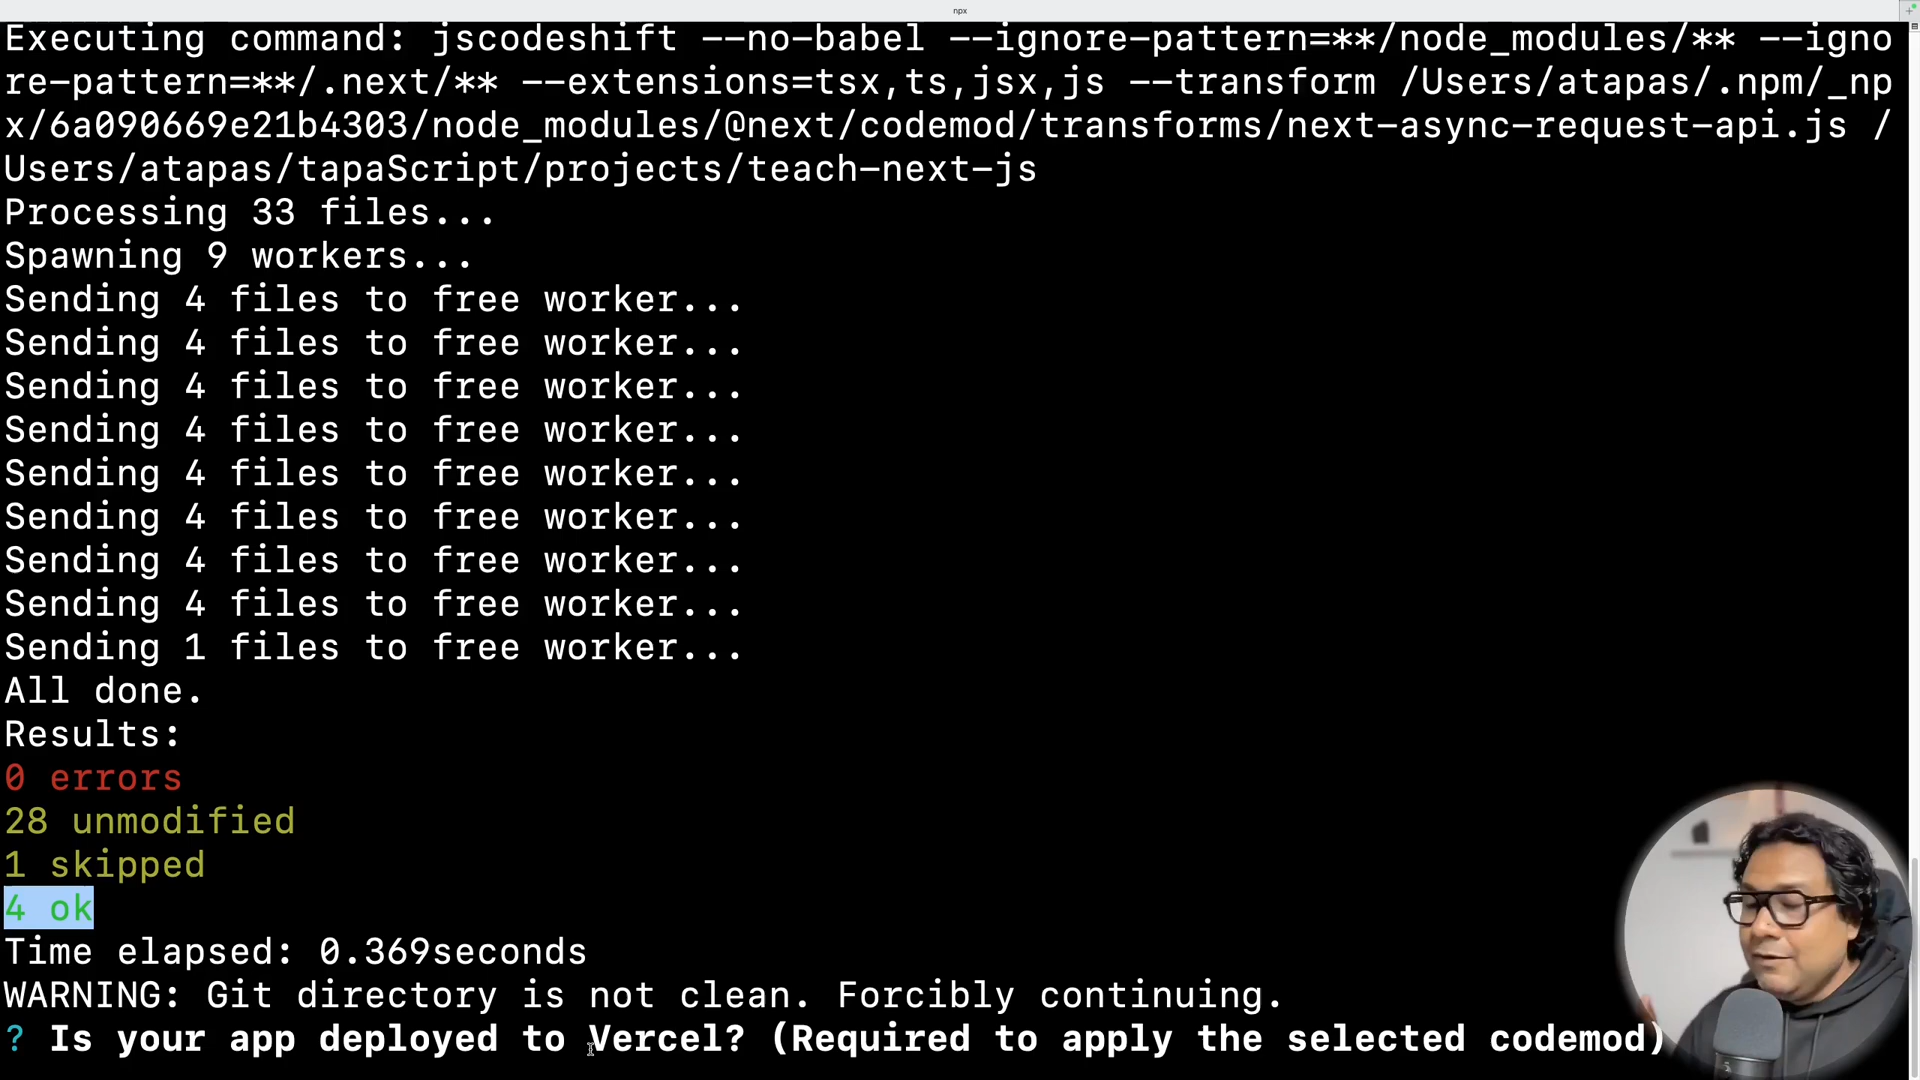 npx
Executing command: jscodeshift --no-babel --ignore-pattern=**/node_modules/** --igno
re-pattern=**/.next/** --extensions=tsx,ts,jsx,js --transform /Users/atapas/.npm/_np
x/6a090669e21b4303/node_modules/@next/codemod/transforms/next-async-request-api.js /
Users/atapas/tapaScript/projects/teach-next-js
Processing 33 files...
Spawning 9 workers...
Sending 4 files to free worker...
Sending 4 files to free worker...
Sending 4 files to free worker...
Sending 4 files to free worker...
Sending 4 files to free worker...
Sending 4 files to free worker...
Sending 4 files to free worker...
Sending 4 files to free worker...
Sending 1 files to free worker...
All done.
Results:
0 errors
28 unmodified
1 skipped
4 ok
Time elapsed: 0.369seconds
WARNING: Git directory is not clean. Forcibly continuing.
? Is your app deployed to Vercel? (Required to apply the selected codemod)